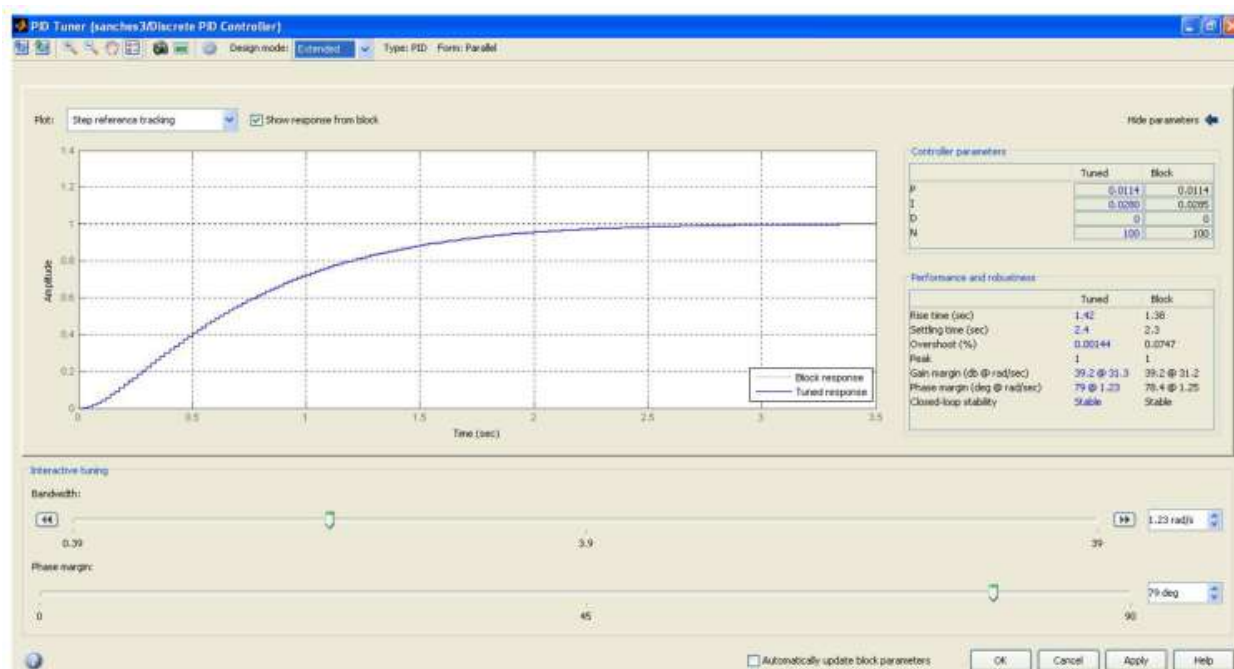 PID Tuner (sanches3/Discrete PID Controller)
Design mode: Extended Type: PID Form: Parallel
Plot: Step reference tracking Show response from block Hide parameters
1.4
1.2
1
0.8
0.6
0.4
0.2
0
Amplitude
0 0.5 1 1.5 2 2.5 3 3.5
Time (sec)
Block response
Tuned response
Controller parameters
Tuned Block
P 0.0114 0.0114
I 0.0280 0.0285
D 0 0
N 100 100
Performance and robustness
Tuned Block
Rise time (sec) 1.42 1.38
Settling time (sec) 2.4 2.3
Overshoot (%) 0.00144 0.0747
Peak 1 1
Gain margin (db @ rad/sec) 39.2 @ 31.3 39.2 @ 31.2
Phase margin (deg @ rad/sec) 79 @ 1.23 78.4 @ 1.25
Closed-loop stability Stable Stable
Interactive tuning
Bandwidth:
1.23 rad/s
0.39 3.9 39
Phase margin:
79 deg
0 45 90
Automatically update block parameters OK Cancel Apply Help